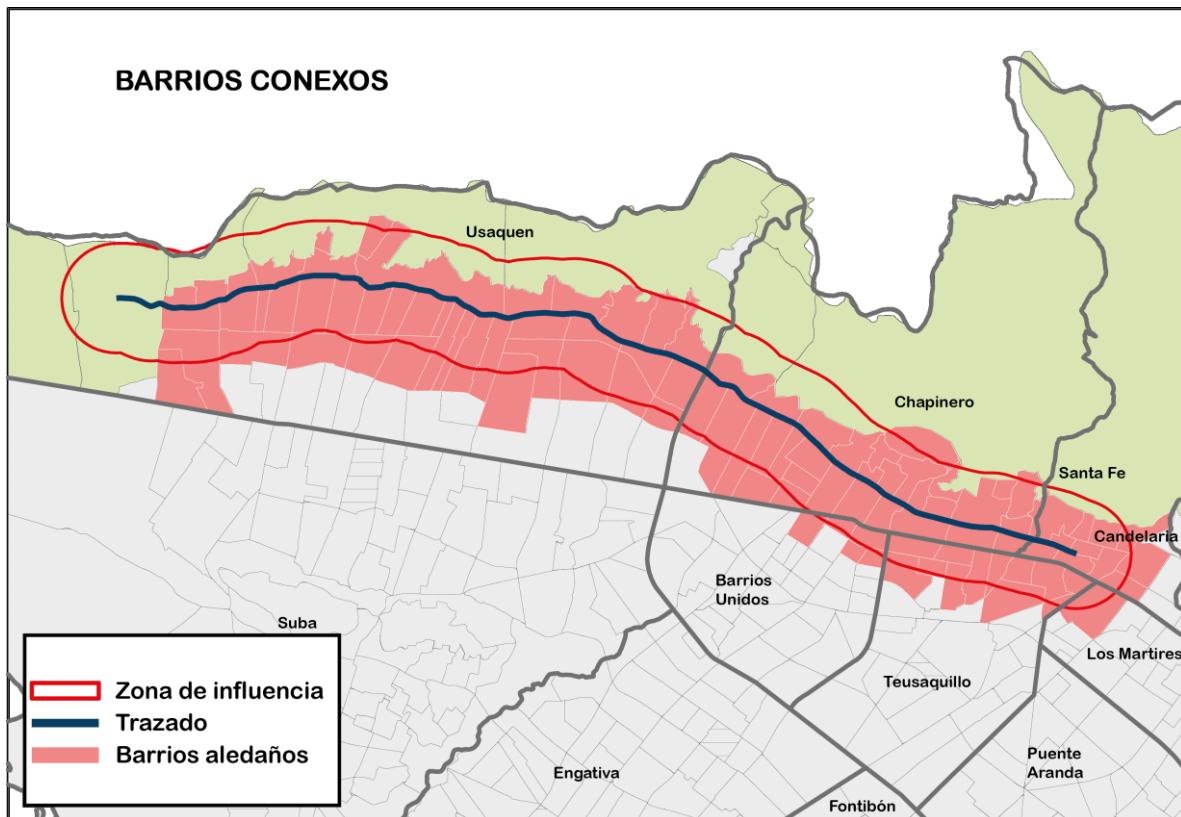 BARRIOS CONEXOS
Usaquen
Chapinero
Santa Fe
Candelaria
Barrios
Unidos
Suba
Los Martires
Teusaquillo
Puente
Aranda
Engativa
Fontibón
Zona de influencia
Trazado
Barrios aledaños